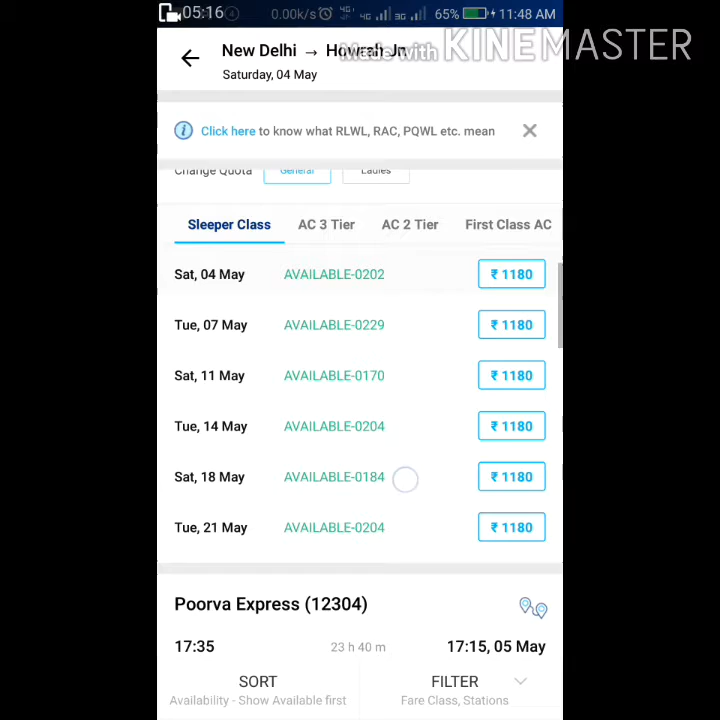 05:16 4 0.00k/s 4G 4G 3G 65% 11:48 AM
Made with KINEMASTER
New Delhi → Howrah Jn
Saturday, 04 May
Click here to know what RLWL, RAC, PQWL etc. mean
Change Quota General Ladies
Sleeper Class AC 3 Tier AC 2 Tier First Class AC
Sat, 04 May AVAILABLE-0202 ₹ 1180
Tue, 07 May AVAILABLE-0229 ₹ 1180
Sat, 11 May AVAILABLE-0170 ₹ 1180
Tue, 14 May AVAILABLE-0204 ₹ 1180
Sat, 18 May AVAILABLE-0184 ₹ 1180
Tue, 21 May AVAILABLE-0204 ₹ 1180
Poorva Express (12304)
17:35 23 h 40 m 17:15, 05 May
SORT FILTER
Availability - Show Available first Fare Class, Stations